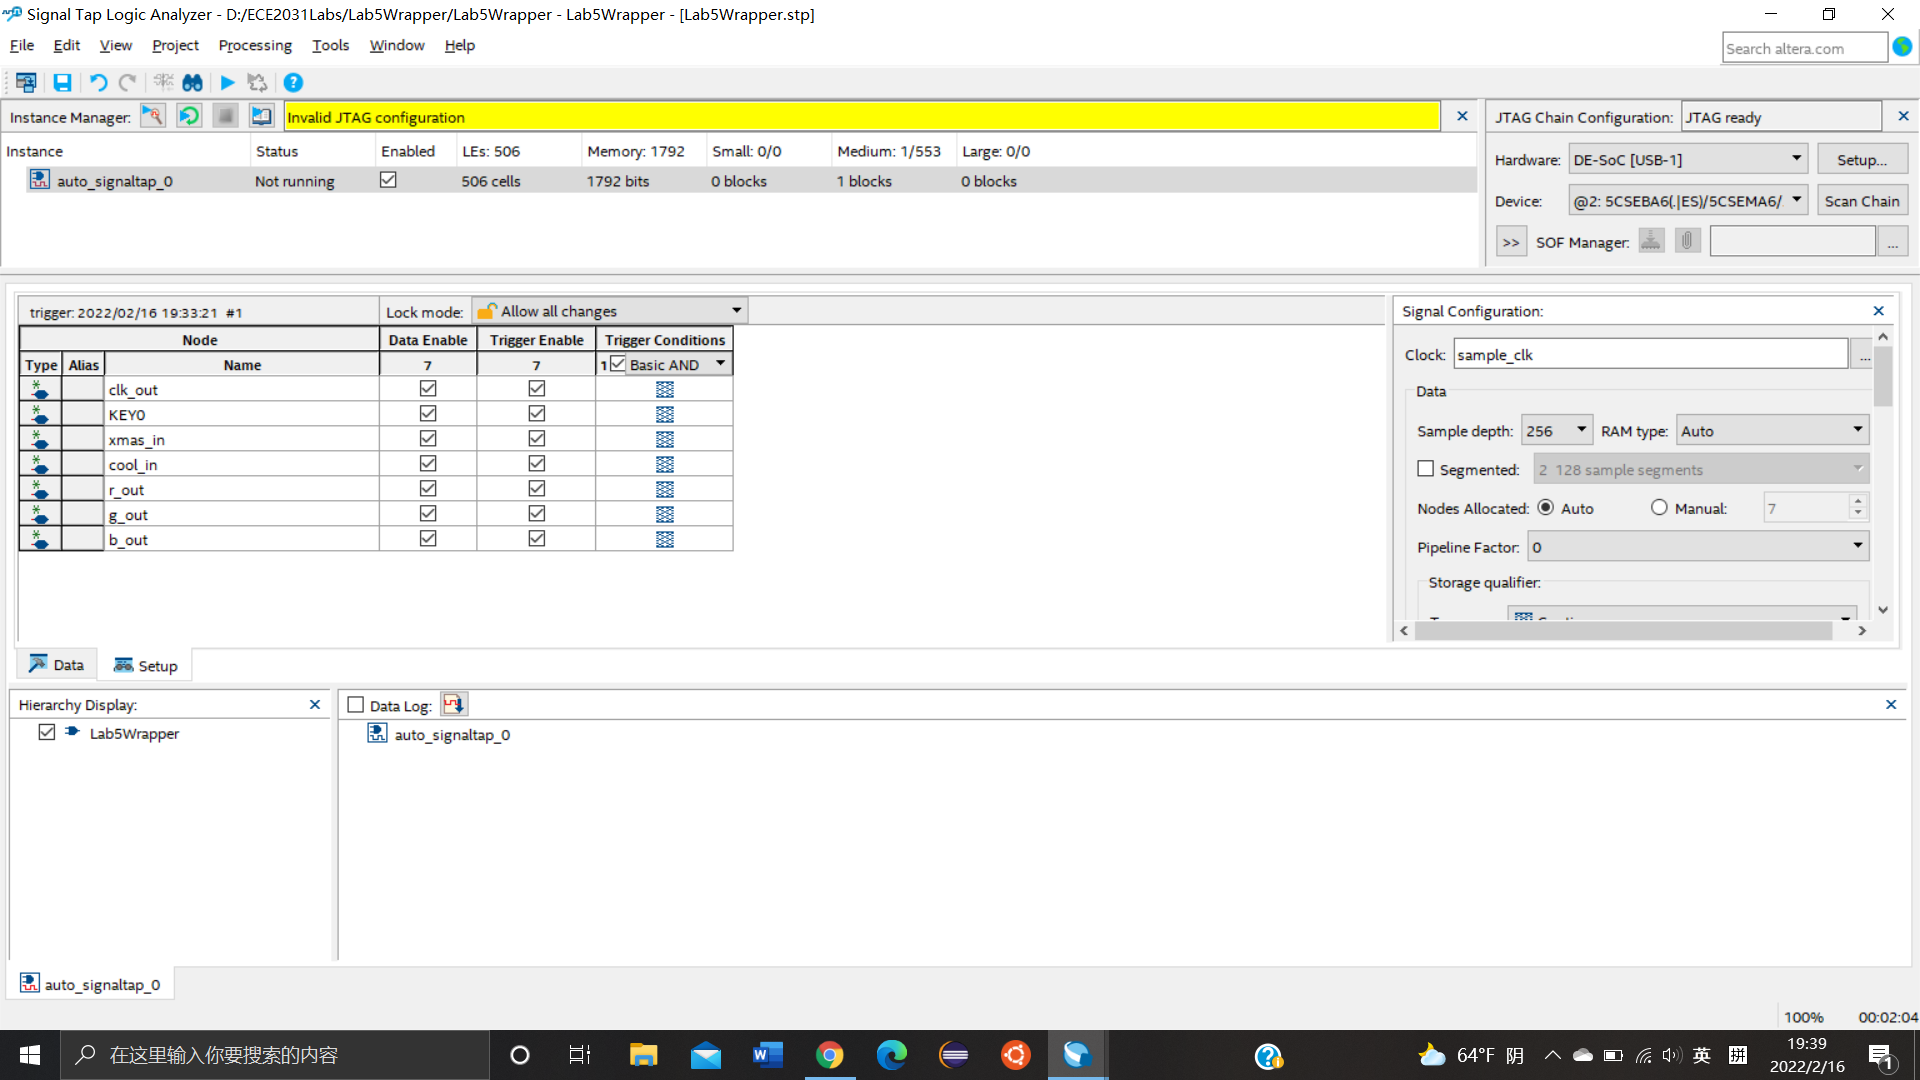 Signal Tap Logic Analyzer - D:/ECE2031Labs/Lab5Wrapper/Lab5Wrapper - Lab5Wrapper - [Lab5Wrapper.stp]
File Edit View Project Processing Tools Window Help
Search altera.com
Instance Manager: Invalid JTAG configuration
JTAG Chain Configuration: JTAG ready
Instance Status Enabled LEs: 506 Memory: 1792 Small: 0/0 Medium: 1/553 Large: 0/0
auto_signaltap_0 Not running 506 cells 1792 bits 0 blocks 1 blocks 0 blocks
Hardware: DE-SoC [USB-1] Setup...
Device: @2: 5CSEBA6(.|ES)/5CSEMA6/. Scan Chain
>> SOF Manager: ...
trigger: 2022/02/16 19:33:21 #1 Lock mode: Allow all changes
Node Data Enable Trigger Enable Trigger Conditions
Type Alias Name 7 7 1 Basic AND
clk_out
KEY0
xmas_in
cool_in
r_out
g_out
b_out
Signal Configuration:
Clock: sample_clk ...
Data
Sample depth: 256 RAM type: Auto
Segmented: 2 128 sample segments
Nodes Allocated: Auto Manual: 7
Pipeline Factor: 0
Storage qualifier:
Data Setup
Hierarchy Display:
Lab5Wrapper
Data Log:
auto_signaltap_0
auto_signaltap_0
100% 00:02:04
在这里输入你要搜索的内容
64°F 阴 英 拼
19:39
2022/2/16
1